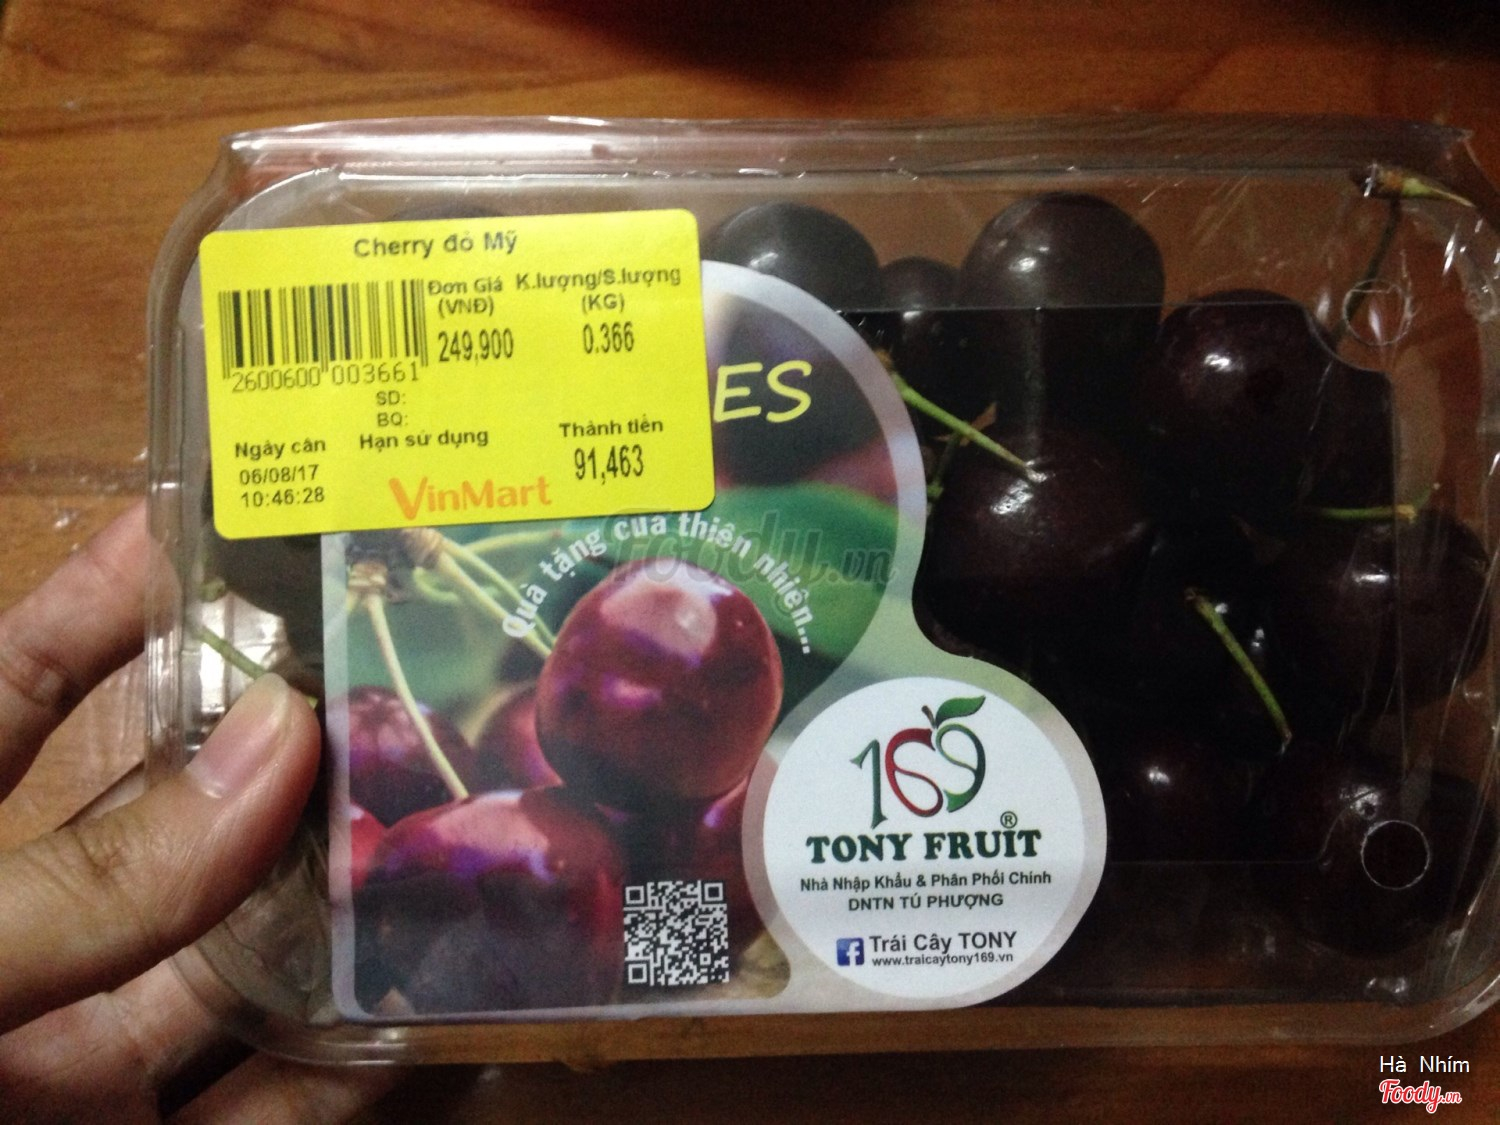 Cherry đỏ Mỹ
Đơn Giá K.lượng/S.lượng
(VNĐ) (KG)
249,900 0.366
2600600 003661
SD:
BQ:
Ngày cân Hạn sử dụng Thành tiền
06/08/17 91,463
10:46:28
VinMart
ES
Quà tặng của thiên nhiên...
Foody.vn
169
TONY FRUIT®
Nhà Nhập Khẩu & Phân Phối Chính
DNTN TÚ PHƯỢNG
f Trái Cây TONY
www.traicaytony169.vn
Hà Nhím
Foody.vn